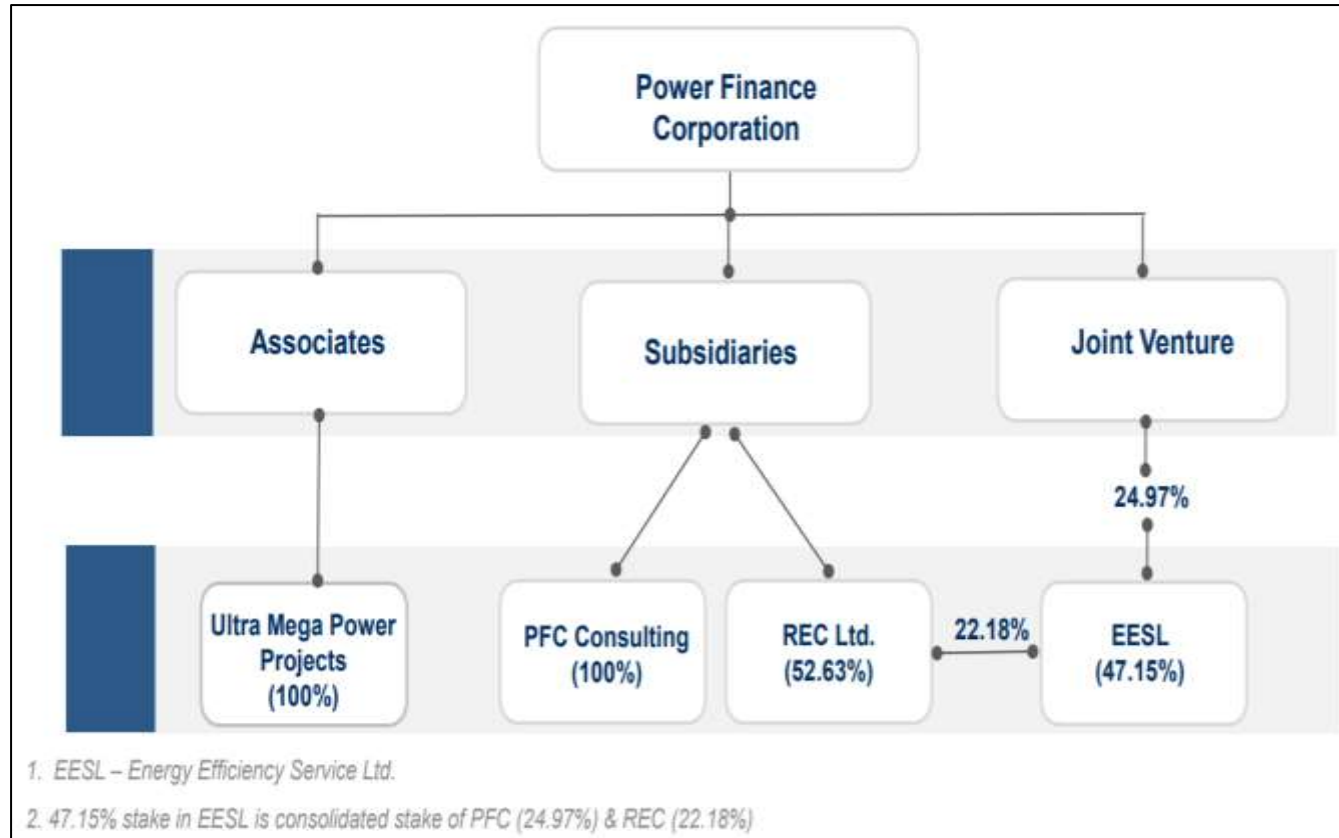 Power Finance
Corporation
Associates
Subsidiaries
Joint Venture
24.97%
Ultra Mega Power
Projects
(100%)
PFC Consulting
(100%)
REC Ltd.
(52.63%)
22.18%
EESL
(47.15%)
1. EESL – Energy Efficiency Service Ltd.
2. 47.15% stake in EESL is consolidated stake of PFC (24.97%) & REC (22.18%)